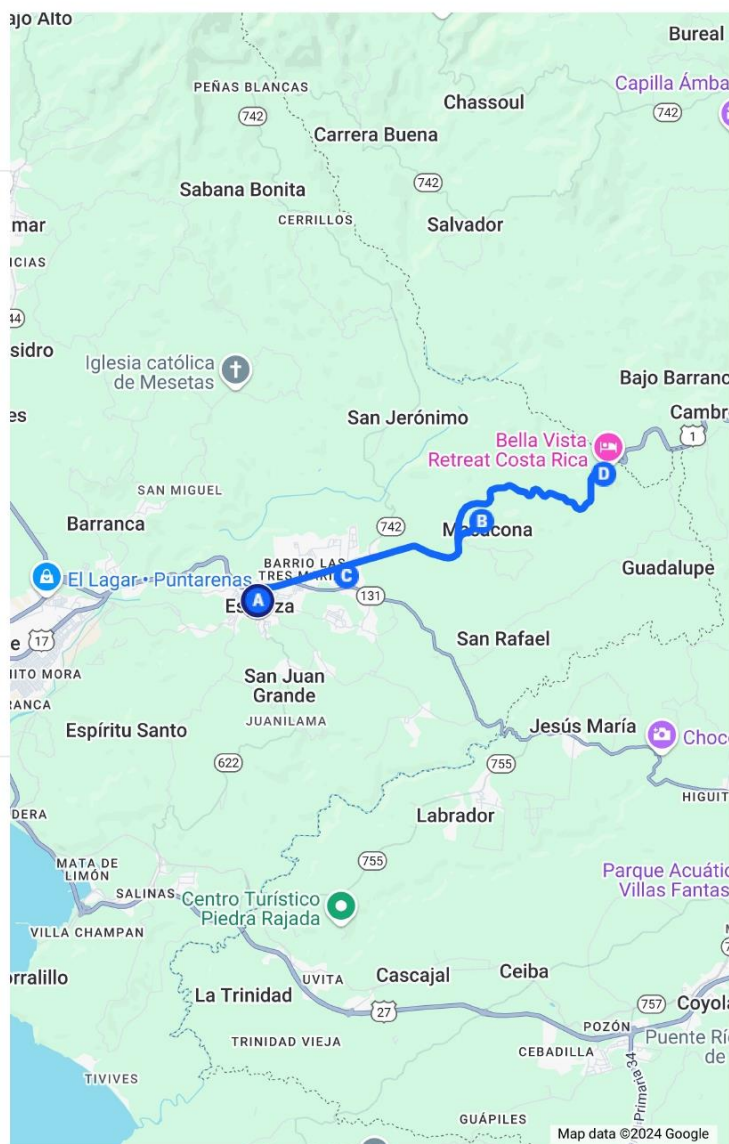 ajo Alto
Bureal
PEÑAS BLANCAS
Chassoul
Capilla Ámba
742
742
Carrera Buena
742
Sabana Bonita
CERRILLOS
Salvador
mar
ICIAS
44
sidro
Iglesia católica
de Mesetas
Bajo Barranc
es
San Jerónimo
Cambr
1
Bella Vista
Retreat Costa Rica
D
SAN MIGUEL
B
Barranca
742
BARRIO LAS
TRES MARÍ
C
Guadalupe
El Lagar - Puntarenas
A
131
e
17
San Rafael
NITO MORA
San Juan
Grande
RANCA
JUANILAMA
Espíritu Santo
Jesús María
Choco
622
755
HIGUIT
DERA
Labrador
MATA DE
LIMÓN
755
Parque Acuátic
Villas Fantas
SALINAS
Centro Turístico
Piedra Rajada
VILLA CHAMPAN
M
7
orralillo
UVITA
Cascajal
Ceiba
La Trinidad
27
757
Coyola
POZÓN
TRINIDAD VIEJA
CEBADILLA
Puente Rí
de
Primaria 34
TIVIVES
GUÁPILES
Map data ©2024 Google